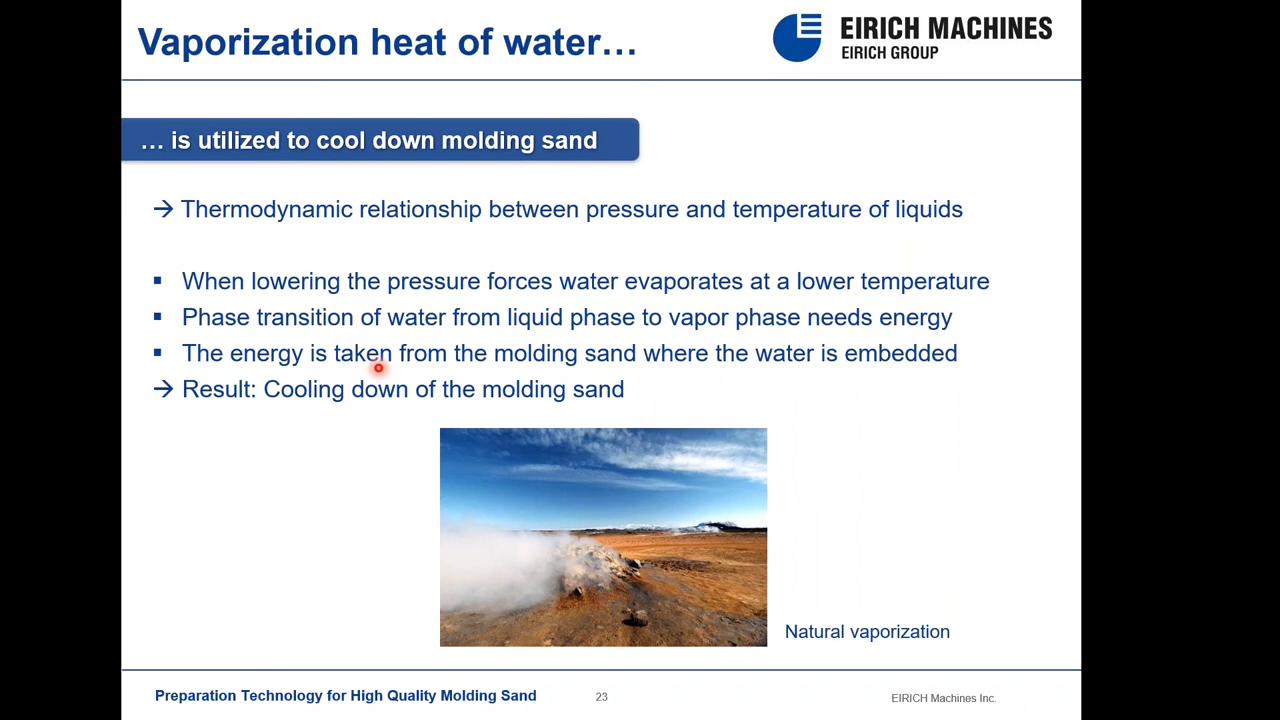 Vaporization heat of water…
EIRICH MACHINES
EIRICH GROUP
… is utilized to cool down molding sand
→ Thermodynamic relationship between pressure and temperature of liquids
▪ When lowering the pressure forces water evaporates at a lower temperature
▪ Phase transition of water from liquid phase to vapor phase needs energy
▪ The energy is taken from the molding sand where the water is embedded
→ Result: Cooling down of the molding sand
Natural vaporization
Preparation Technology for High Quality Molding Sand
23
EIRICH Machines Inc.